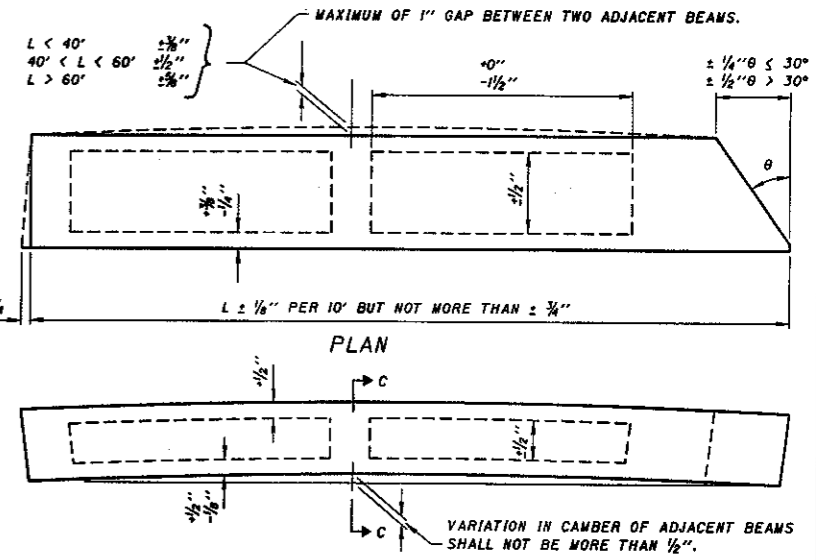 MAXIMUM OF 1" GAP BETWEEN TWO ADJACENT BEAMS.
L < 40' ±3/8"
40' < L < 60' ±1/2"
L > 60' ±5/8"
+0"
-1 1/2"
± 1/4" θ ≤ 30°
± 1/2" θ > 30°
θ
+3/8"
-1/4"
±1/2"
L ± 1/8" PER 10' BUT NOT MORE THAN ± 3/4"
PLAN
C
+1/2"
±1/2"
+1/2"
-1/8"
C
VARIATION IN CAMBER OF ADJACENT BEAMS
SHALL NOT BE MORE THAN 1/2".